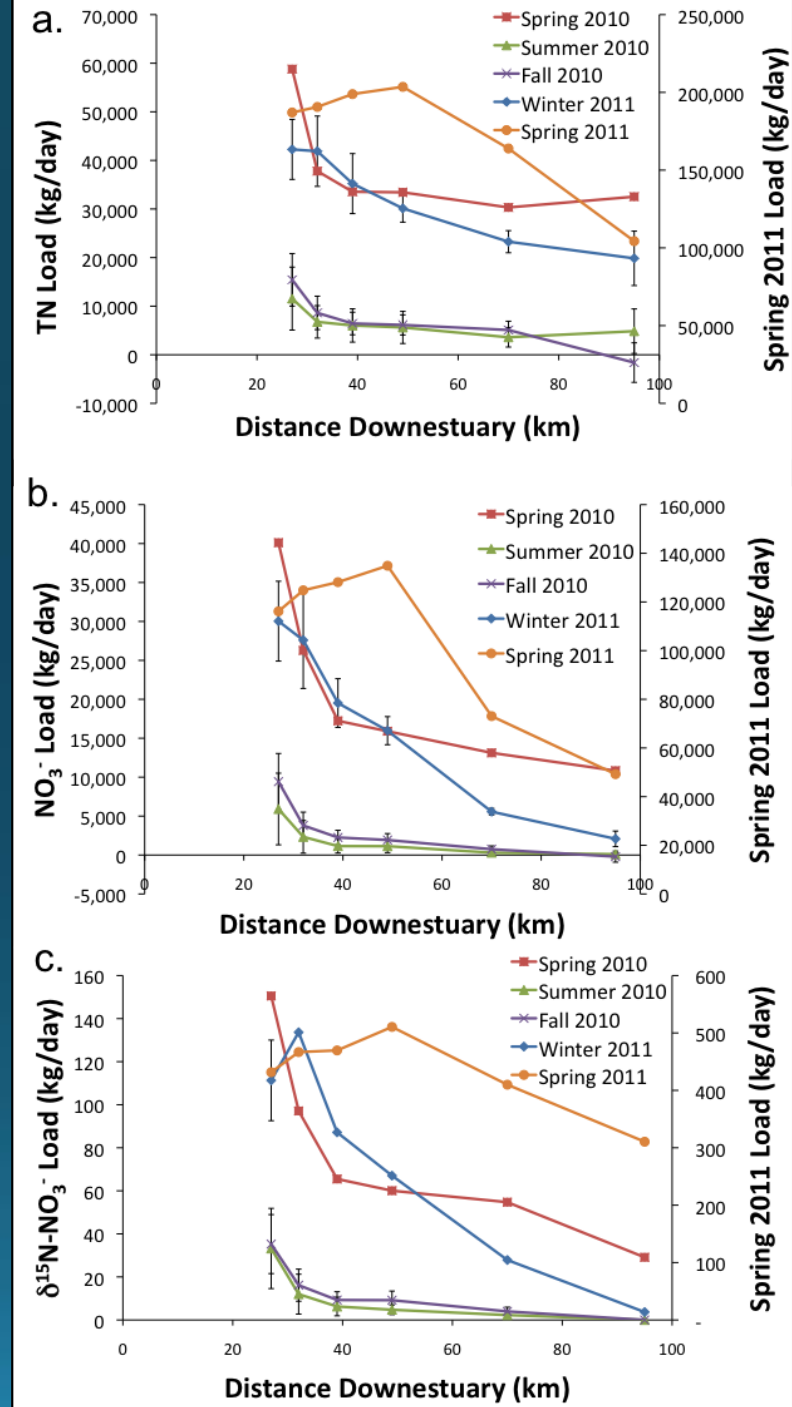 a.
70,000
60,000
50,000
40,000
30,000
20,000
10,000
0
-10,000
TN Load (kg/day)
Spring 2010
Summer 2010
Fall 2010
Winter 2011
Spring 2011
250,000
200,000
150,000
100,000
50,000
0
Spring 2011 Load (kg/day)
0 20 40 60 80 100
Distance Downestuary (km)
b.
45,000
40,000
35,000
30,000
25,000
20,000
15,000
10,000
5,000
0
-5,000
NO₃⁻ Load (kg/day)
Spring 2010
Summer 2010
Fall 2010
Winter 2011
Spring 2011
160,000
140,000
120,000
100,000
80,000
60,000
40,000
20,000
0
Spring 2011 Load (kg/day)
0 20 40 60 80 100
Distance Downestuary (km)
c.
160
140
120
100
80
60
40
20
0
δ¹⁵N-NO₃⁻ Load (kg/day)
Spring 2010
Summer 2010
Fall 2010
Winter 2011
Spring 2011
600
500
400
300
200
100
-
Spring 2011 Load (kg/day)
0 20 40 60 80 100
Distance Downestuary (km)